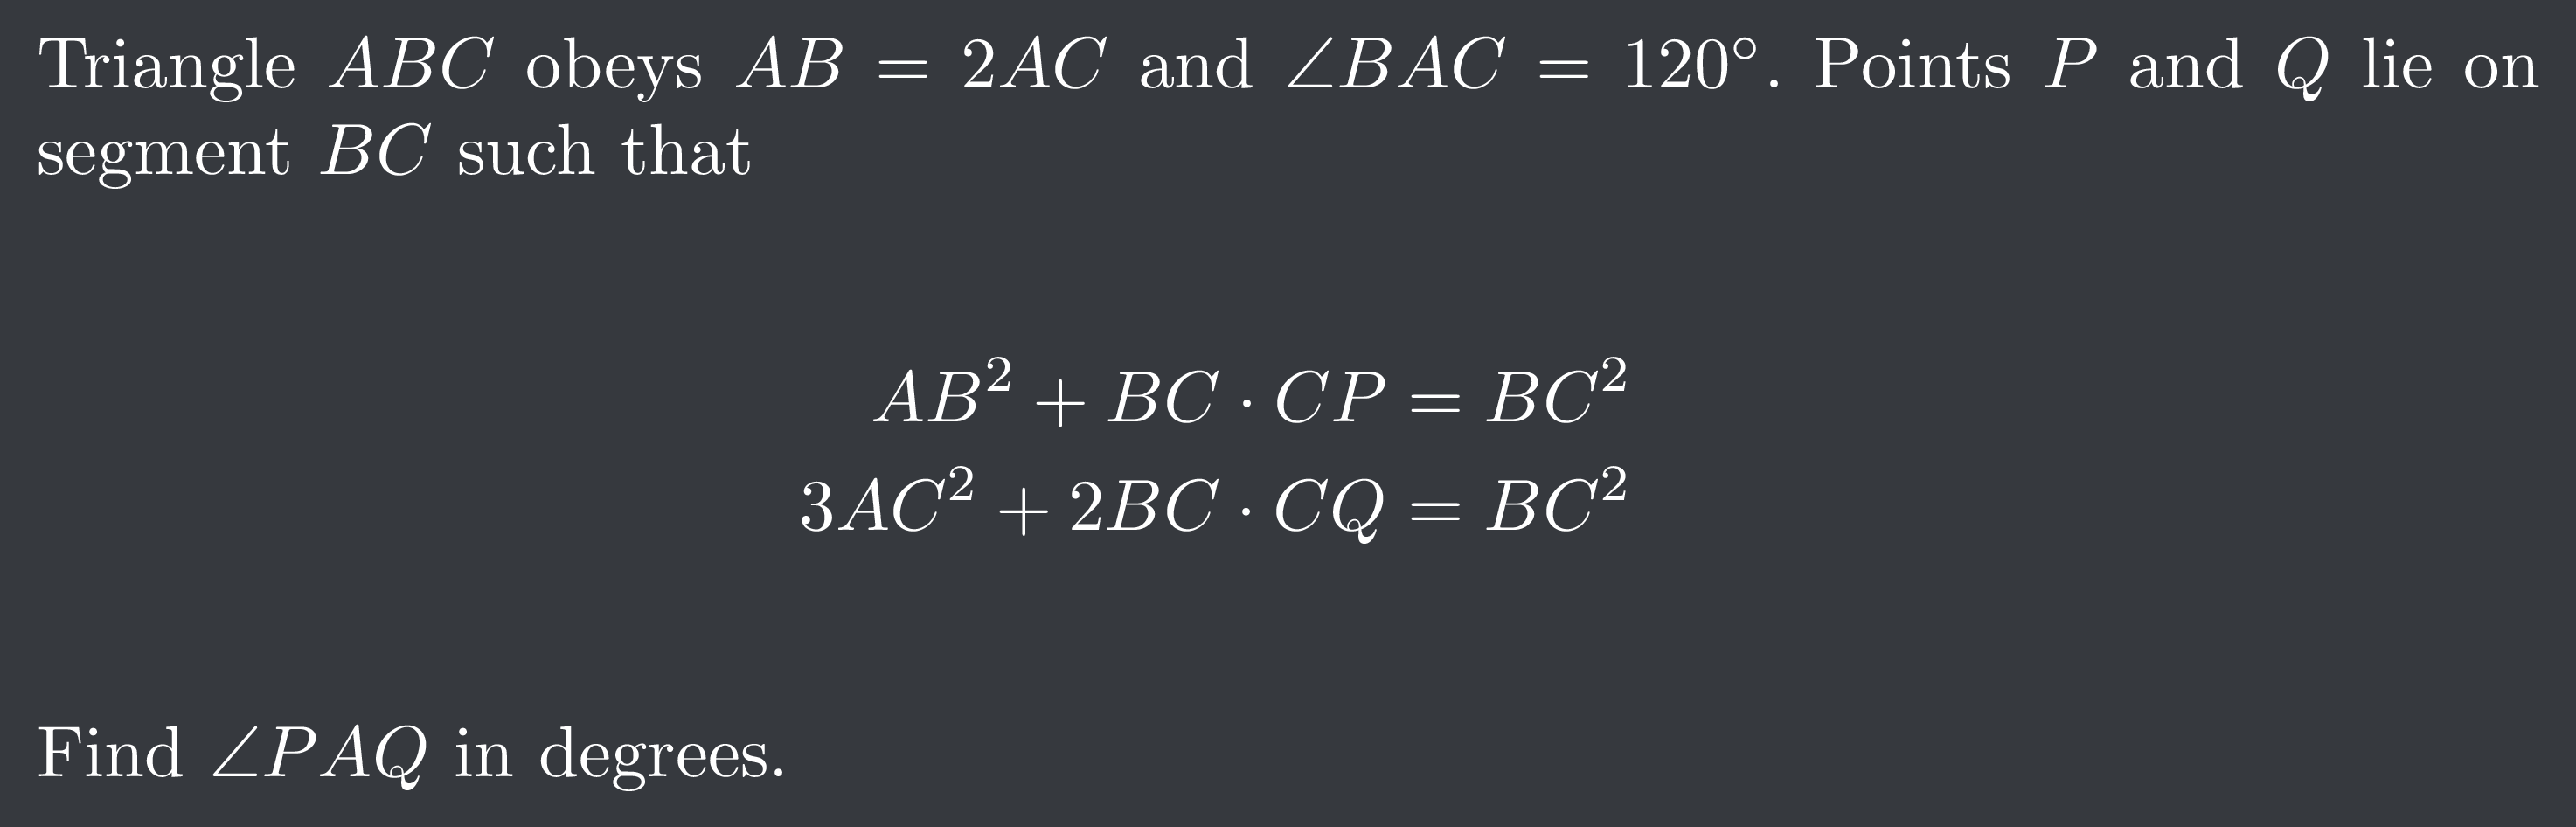 Triangle ABC obeys AB = 2AC and ∠BAC = 120°. Points P and Q lie on
segment BC such that
AB² + BC · CP = BC²
3AC² + 2BC · CQ = BC²
Find ∠PAQ in degrees.